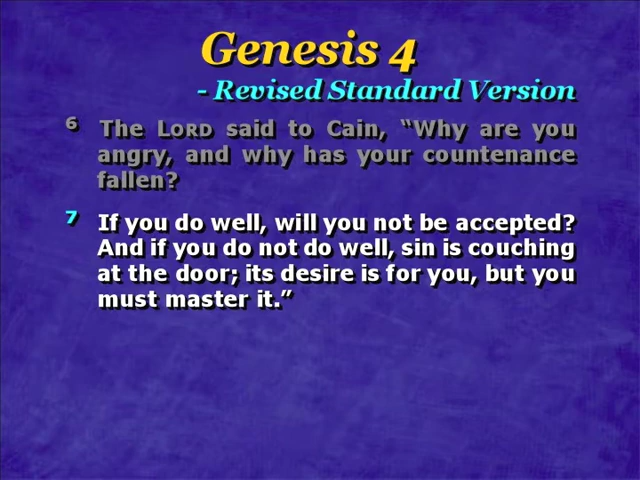 Genesis 4
- Revised Standard Version
6 The LORD said to Cain, “Why are you
angry, and why has your countenance
fallen?
7 If you do well, will you not be accepted?
And if you do not do well, sin is couching
at the door; its desire is for you, but you
must master it.”